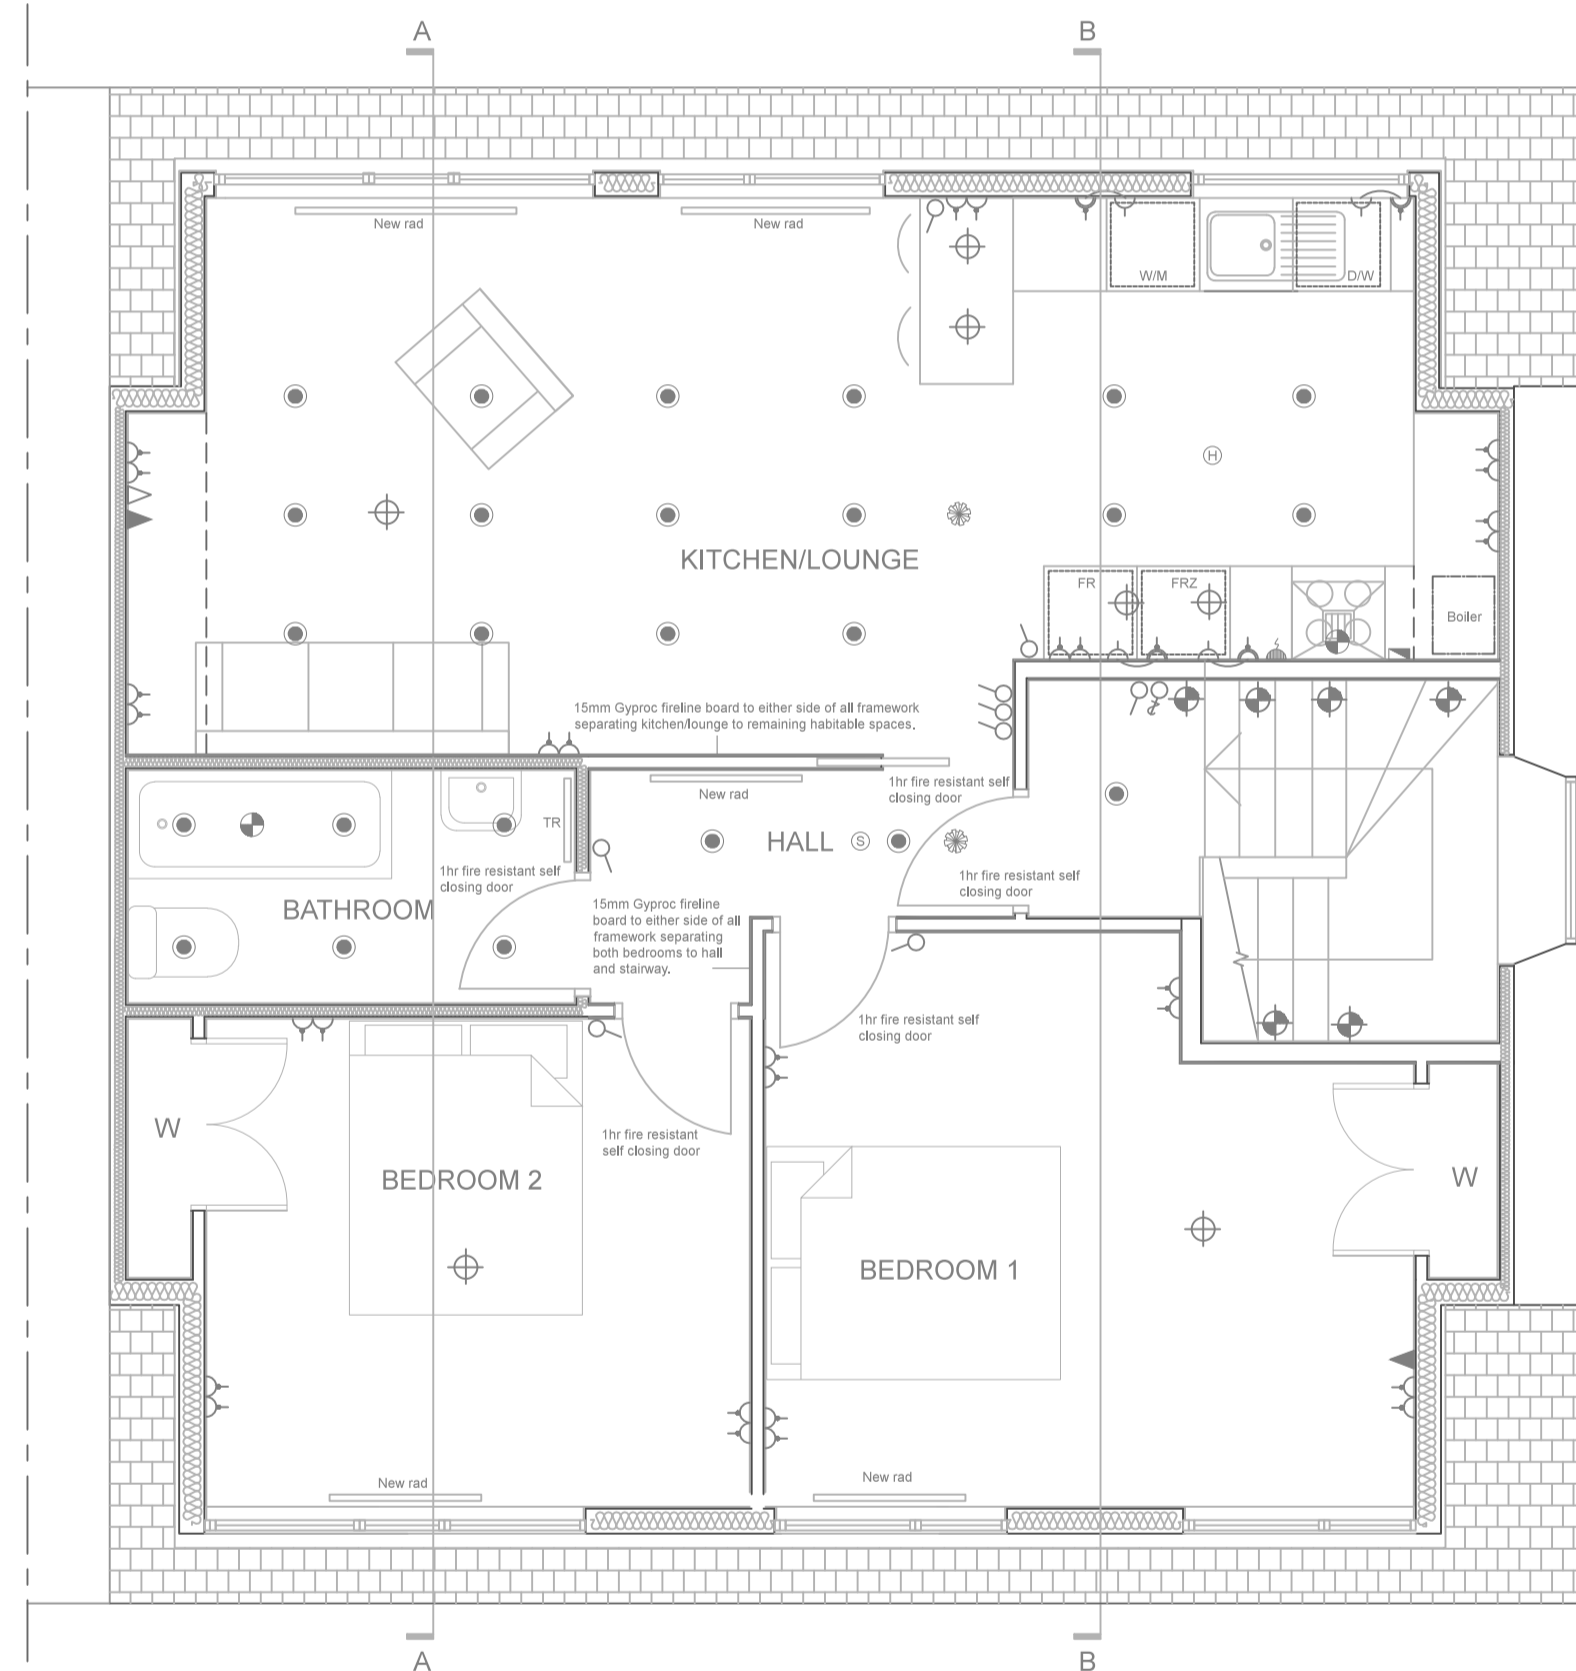 A
B
New rad
New rad
W/M
D/W
H
KITCHEN/LOUNGE
FR
FRZ
Boiler
15mm Gyproc fireline board to either side of all framework
separating kitchen/lounge to remaining habitable spaces.
1hr fire resistant self
closing door
New rad
TR
HALL
S
1hr fire resistant self
closing door
1hr fire resistant self
closing door
BATHROOM
15mm Gyproc fireline
board to either side of all
framework separating
both bedrooms to hall
and stairway.
1hr fire resistant self
closing door
W
1hr fire resistant
self closing door
BEDROOM 2
W
BEDROOM 1
New rad
New rad
A
B